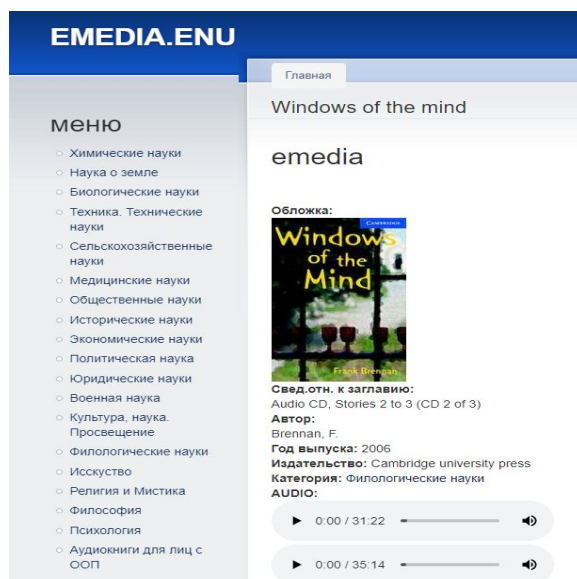 EMEDIA.ENU
Главная
меню
Химические науки
Наука о земле
Биологические науки
Техника. Технические
науки
Сельскохозяйственные
науки
Медицинские науки
Общественные науки
Исторические науки
Экономические науки
Политическая наука
Юридические науки
Военная наука
Культура, наука.
Просвещение
Филологические науки
Исскуство
Религия и Мистика
Философия
Психология
Аудиокниги для лиц с
ООП
Windows of the mind
emedia
Обложка:
CAMBRIDGE
Windows
of the
Mind
Frank Brennan
Свед.отн. к заглавию:
Audio CD, Stories 2 to 3 (CD 2 of 3)
Автор:
Brennan, F.
Год выпуска: 2006
Издательство: Cambridge university press
Категория: Филологические науки
AUDIO:
0:00 / 31:22
0:00 / 35:14